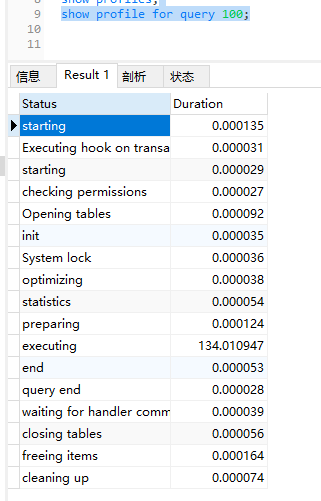 8 show profiles;
9 show profile for query 100;
10
11
信息 Result 1 剖析 状态
Status Duration
starting 0.000135
Executing hook on transa 0.000031
starting 0.000029
checking permissions 0.000027
Opening tables 0.000092
init 0.000035
System lock 0.000036
optimizing 0.000038
statistics 0.000054
preparing 0.000124
executing 134.010947
end 0.000053
query end 0.000028
waiting for handler comm 0.000039
closing tables 0.000056
freeing items 0.000164
cleaning up 0.000074